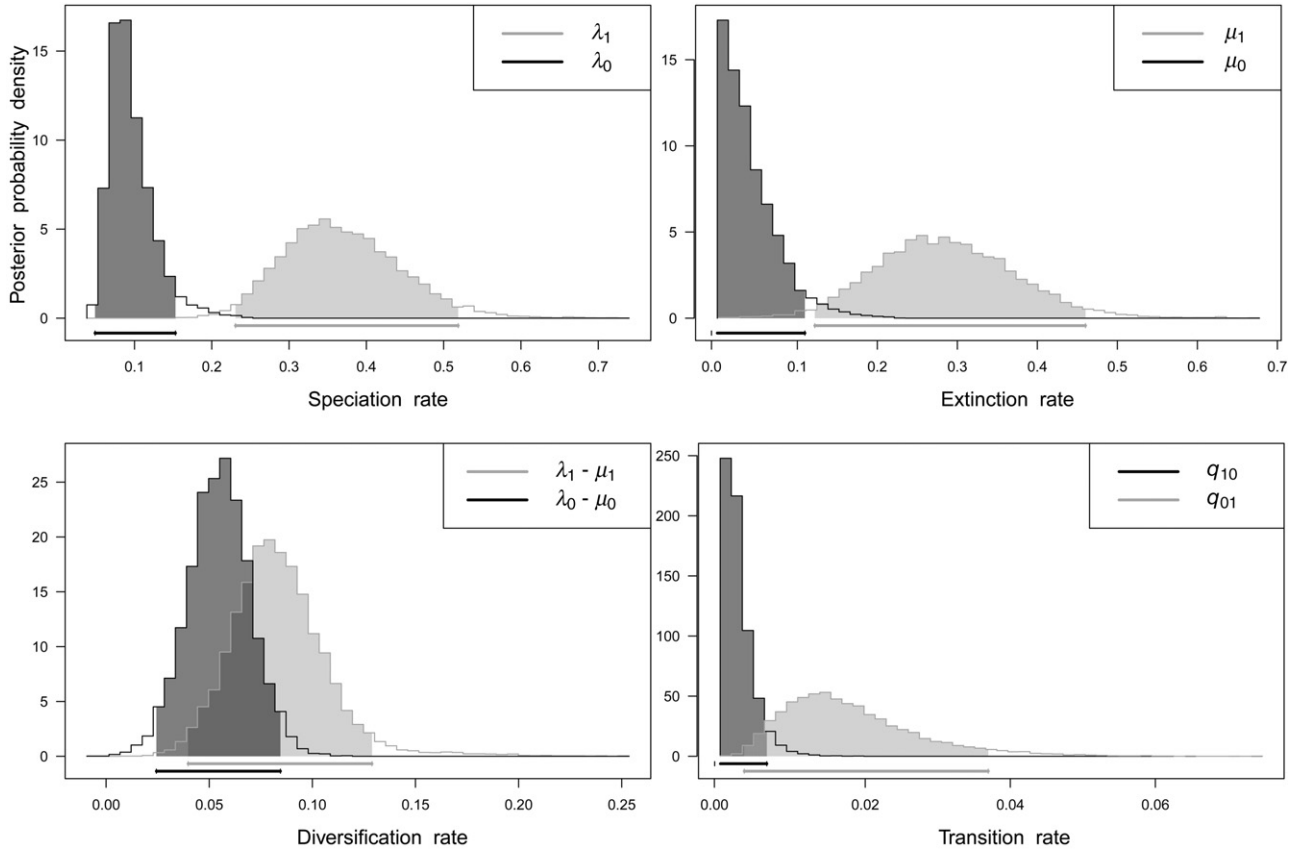 λ1
λ0
Posterior probability density
15
10
5
0
0.1 0.2 0.3 0.4 0.5 0.6 0.7
Speciation rate
μ1
μ0
15
10
5
0
0.0 0.1 0.2 0.3 0.4 0.5 0.6 0.7
Extinction rate
λ1 - μ1
λ0 - μ0
25
20
15
10
5
0
0.00 0.05 0.10 0.15 0.20 0.25
Diversification rate
q10
q01
250
200
150
100
50
0
0.00 0.02 0.04 0.06
Transition rate